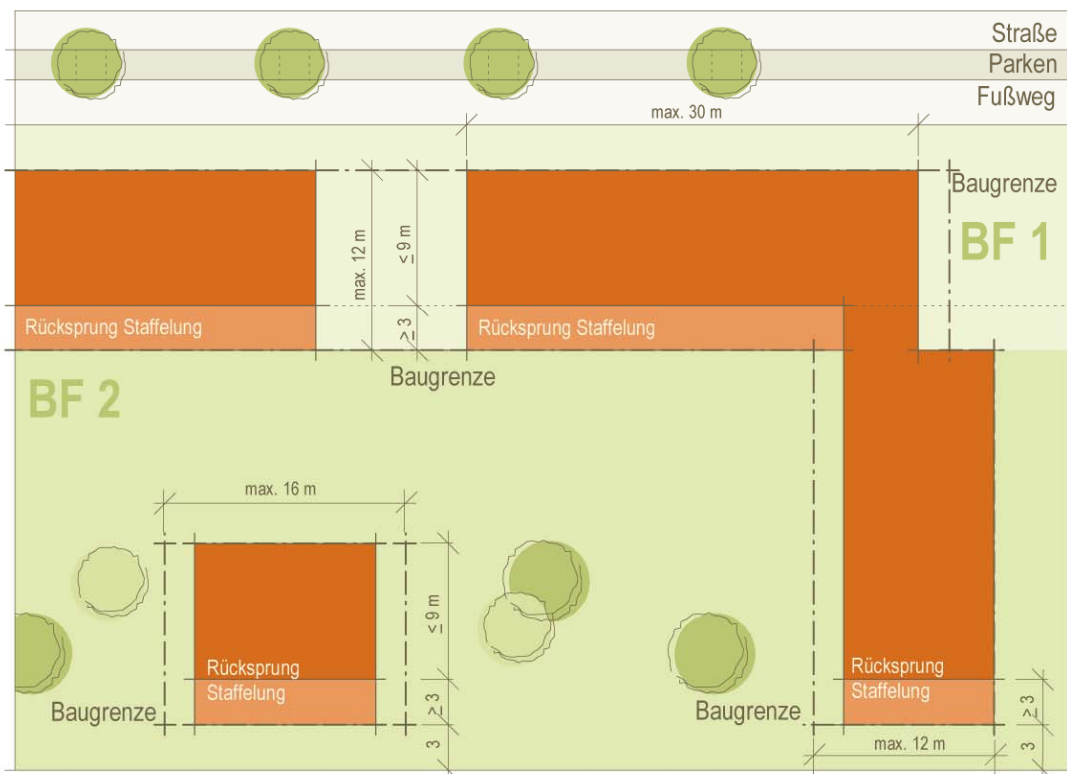 Straße
Parken
Fußweg
max. 30 m
Baugrenze
BF 1
max. 12 m
≤ 9 m
≥ 3
Rücksprung Staffelung
Rücksprung Staffelung
Baugrenze
BF 2
max. 16 m
≤ 9 m
≥ 3
3
Rücksprung
Staffelung
Baugrenze
Rücksprung
Staffelung
Baugrenze
≥ 3
3
max. 12 m